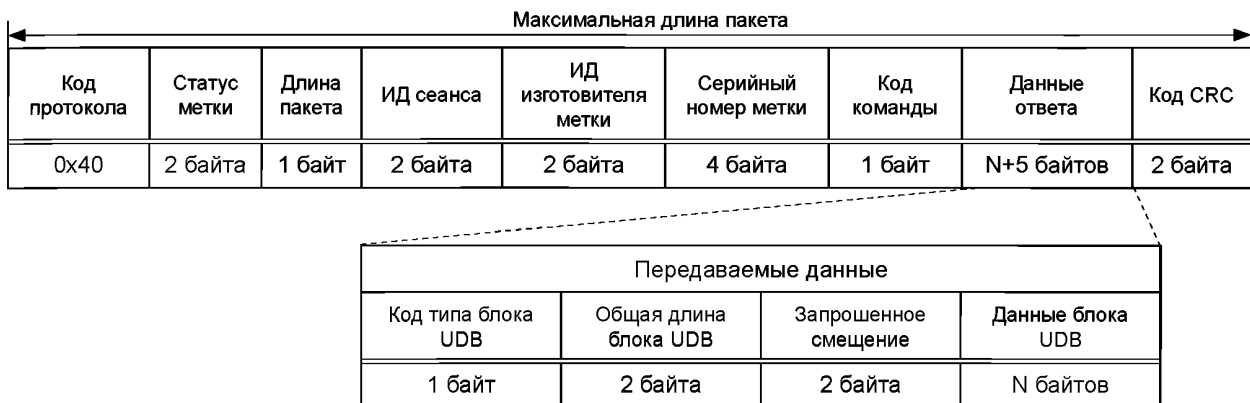 Максимальная длина пакета
Код протокола
Статус метки
Длина пакета
ИД сеанса
ИД изготовителя метки
Серийный номер метки
Код команды
Данные ответа
Код CRC
0x40
2 байта
1 байт
2 байта
2 байта
4 байта
1 байт
N+5 байтов
2 байта
Передаваемые данные
Код типа блока UDB
Общая длина блока UDB
Запрошенное смещение
Данные блока UDB
1 байт
2 байта
2 байта
N байтов